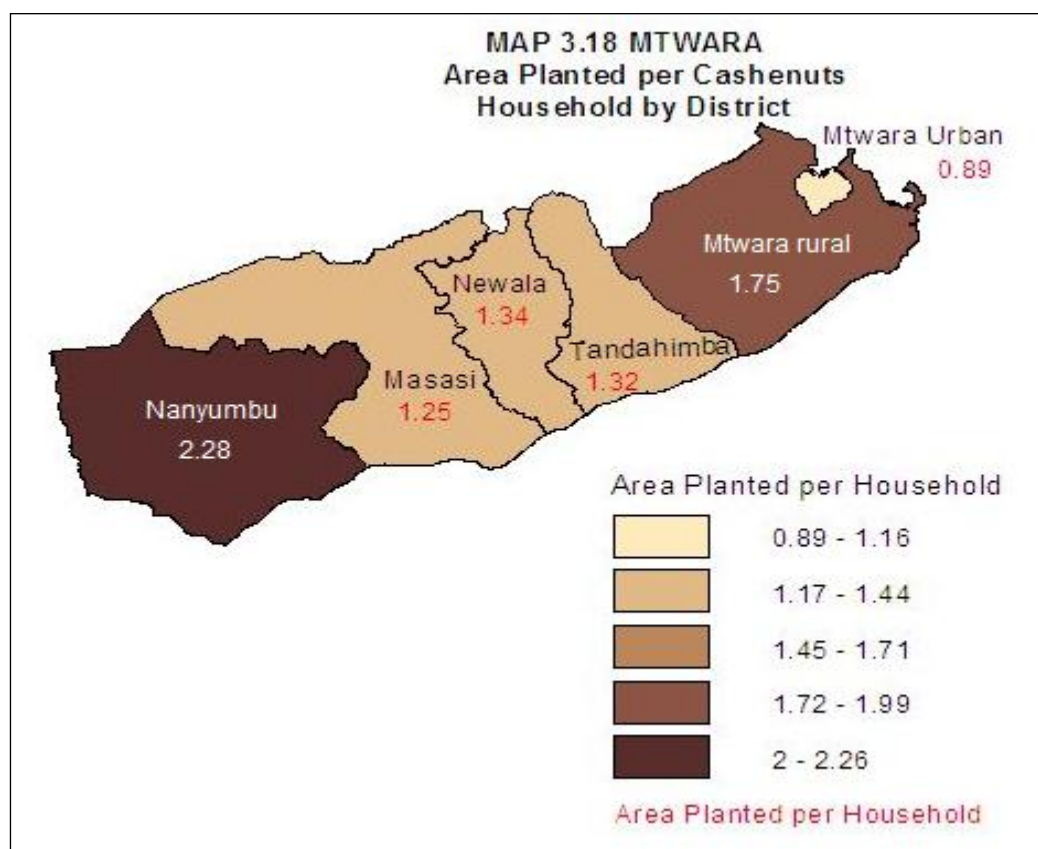 MAP 3.18 MTWARA
Area Planted per Cashenuts
Household by District
Mtwara Urban
0.89
Mtwara rural
1.75
Newala
1.34
Tandahimba
1.32
Masasi
1.25
Nanyumbu
2.28
Area Planted per Household
0.89 - 1.16
1.17 - 1.44
1.45 - 1.71
1.72 - 1.99
2 - 2.26
Area Planted per Household